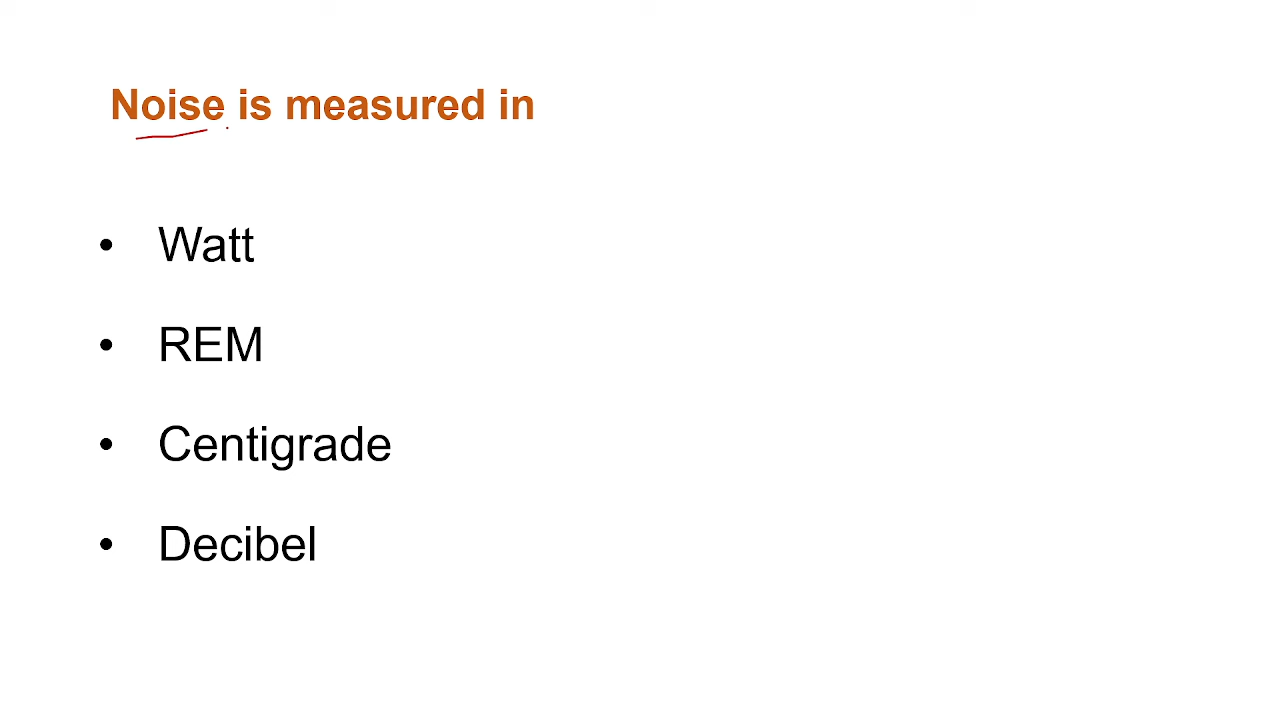 Noise is measured in
• Watt
• REM
• Centigrade
• Decibel